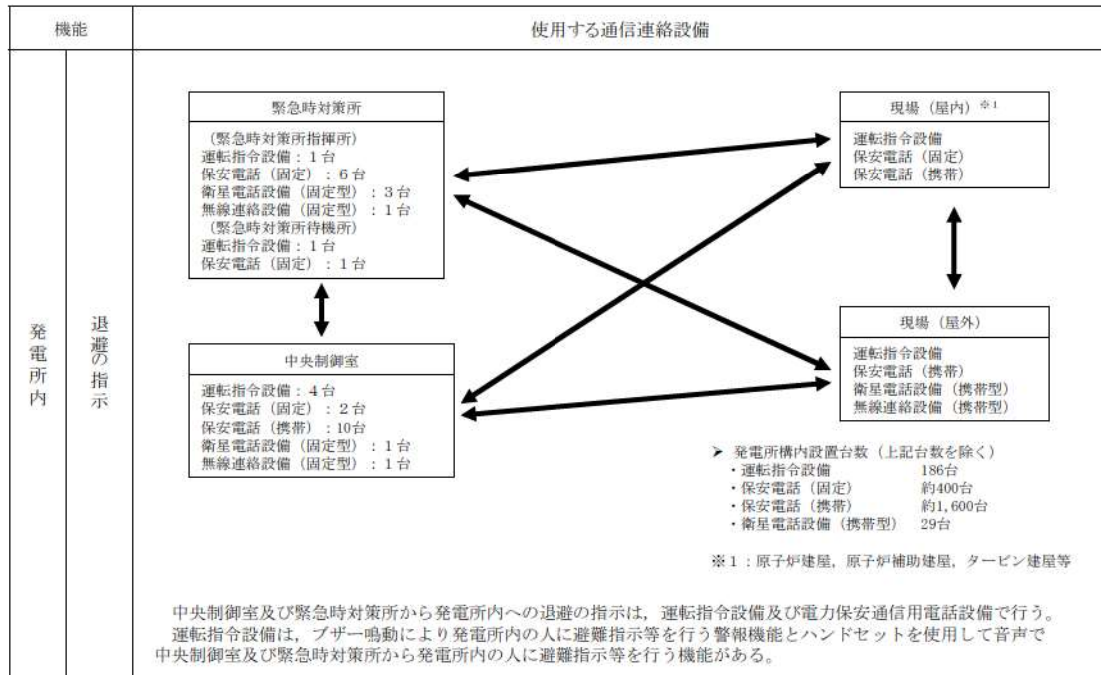 機能
使用する通信連絡設備
発電所内
退避の指示
緊急時対策所
(緊急時対策所指揮所)
運転指令設備:1台
保安電話(固定):6台
衛星電話設備(固定型):3台
無線連絡設備(固定型):1台
(緊急時対策所待機所)
運転指令設備:1台
保安電話(固定):1台
中央制御室
運転指令設備:4台
保安電話(固定):2台
保安電話(携帯):10台
衛星電話設備(固定型):1台
無線連絡設備(固定型):1台
現場(屋内)※1
運転指令設備
保安電話(固定)
保安電話(携帯)
現場(屋外)
運転指令設備
保安電話(携帯)
衛星電話設備(携帯型)
無線連絡設備(携帯型)
➢ 発電所構内設置台数(上記台数を除く)
・運転指令設備 186台
・保安電話(固定) 約400台
・保安電話(携帯) 約1,600台
・衛星電話設備(携帯型) 29台
※1:原子炉建屋,原子炉補助建屋,タービン建屋等
中央制御室及び緊急時対策所から発電所内への退避の指示は,運転指令設備及び電力保安通信用電話設備で行う。
運転指令設備は,ブザー鳴動により発電所内の人に避難指示等を行う警報機能とハンドセットを使用して音声で
中央制御室及び緊急時対策所から発電所内の人に避難指示等を行う機能がある。